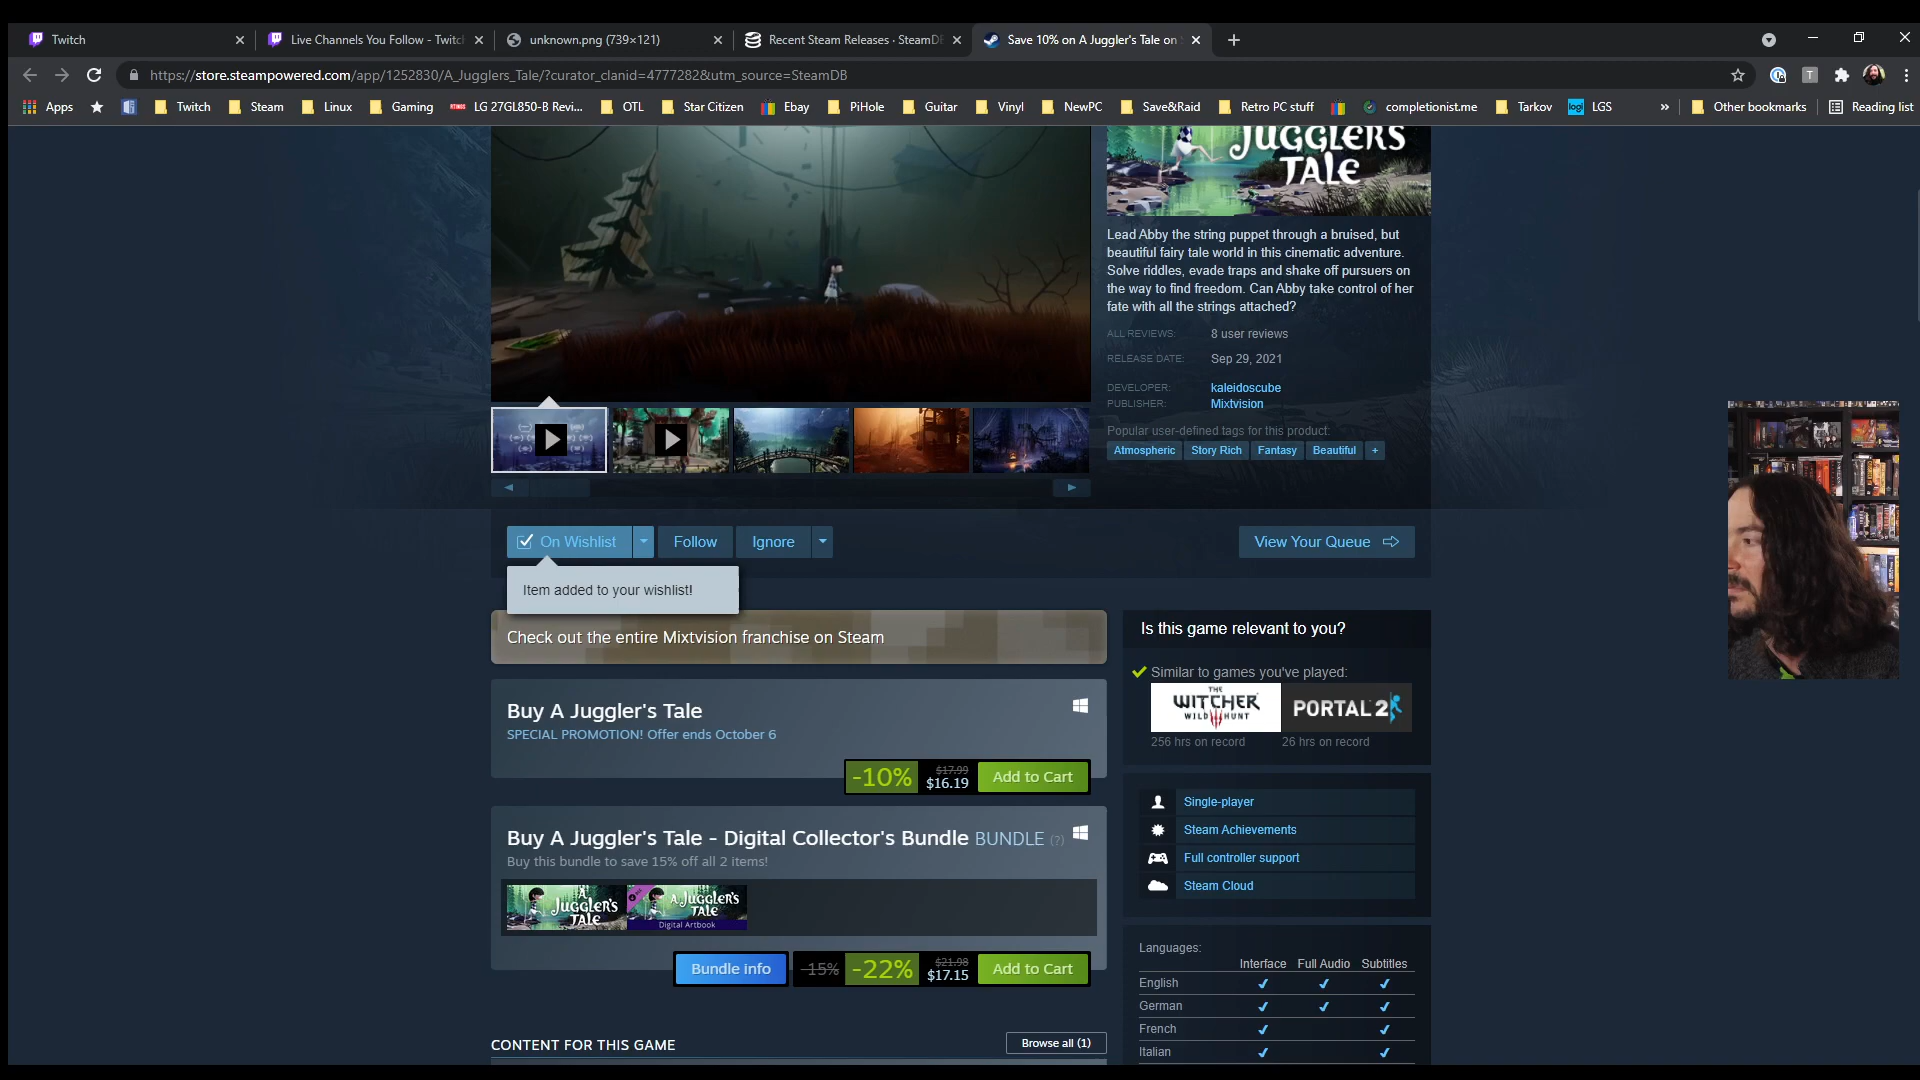 Twitch
Live Channels You Follow - Twitc
unknown.png (739×121)
Recent Steam Releases · SteamDB
Save 10% on A Juggler's Tale on
https://store.steampowered.com/app/1252830/A_Jugglers_Tale/?curator_clanid=4777282&utm_source=SteamDB
Apps
Twitch
Steam
Linux
Gaming
LG 27GL850-B Revi...
OTL
Star Citizen
Ebay
PiHole
Guitar
Vinyl
NewPC
Save&Raid
Retro PC stuff
completionist.me
Tarkov
LGS
»
Other bookmarks
Reading list
JUGGLERS
TALE
Lead Abby the string puppet through a bruised, but
beautiful fairy tale world in this cinematic adventure.
Solve riddles, evade traps and shake off pursuers on
the way to find freedom. Can Abby take control of her
fate with all the strings attached?
ALL REVIEWS: 8 user reviews
RELEASE DATE: Sep 29, 2021
DEVELOPER: kaleidoscube
PUBLISHER: Mixtvision
Popular user-defined tags for this product:
Atmospheric Story Rich Fantasy Beautiful +
On Wishlist
Follow
Ignore
View Your Queue
Item added to your wishlist!
Check out the entire Mixtvision franchise on Steam
Is this game relevant to you?
Similar to games you've played:
THE
WITCHER
WILD HUNT
PORTAL 2
256 hrs on record
26 hrs on record
Buy A Juggler's Tale
SPECIAL PROMOTION! Offer ends October 6
-10%
$17.99
$16.19
Add to Cart
Single-player
Steam Achievements
Full controller support
Steam Cloud
Buy A Juggler's Tale - Digital Collector's Bundle BUNDLE (?)
Buy this bundle to save 15% off all 2 items!
A
JUGGLER'S
TALE
A JUGGLER'S
TALE
Digital Artbook
Bundle info
-15%
-22%
$21.98
$17.15
Add to Cart
Languages:
Interface Full Audio Subtitles
English ✔ ✔ ✔
German ✔ ✔ ✔
French ✔ ✔
Italian ✔ ✔
CONTENT FOR THIS GAME
Browse all (1)